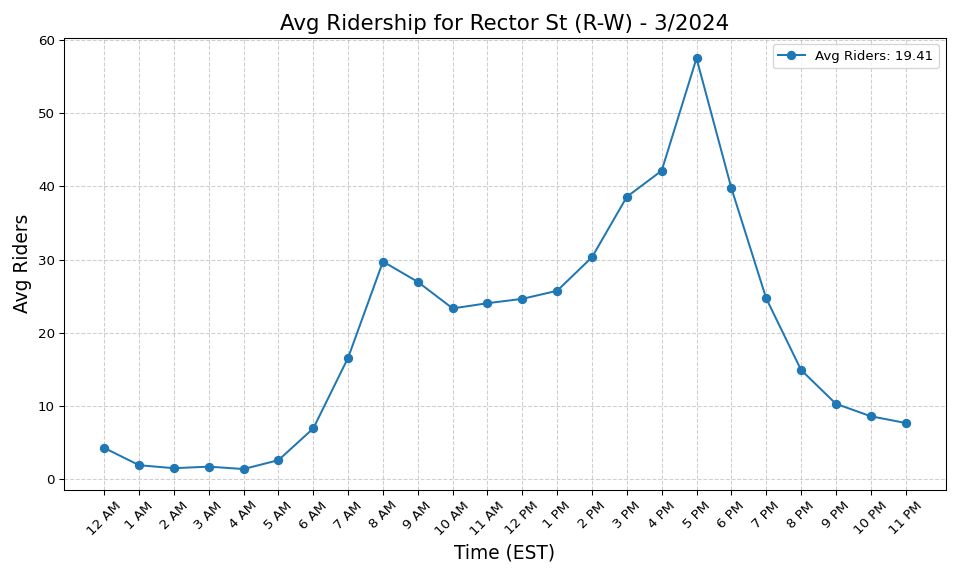 Avg Ridership for Rector St (R-W) - 3/2024
Avg Riders: 19.41
60
50
40
30
20
10
0
Avg Riders
12 AM
1 AM
2 AM
3 AM
4 AM
5 AM
6 AM
7 AM
8 AM
9 AM
10 AM
11 AM
12 PM
1 PM
2 PM
3 PM
4 PM
5 PM
6 PM
7 PM
8 PM
9 PM
10 PM
11 PM
Time (EST)